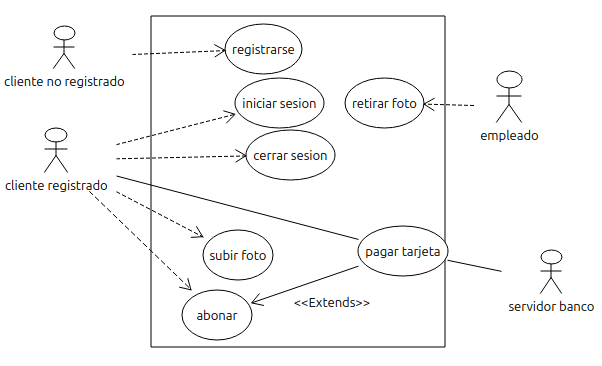 registrarse
cliente no registrado
iniciar sesion
retirar foto
empleado
cerrar sesion
cliente registrado
subir foto
pagar tarjeta
<<Extends>>
servidor banco
abonar